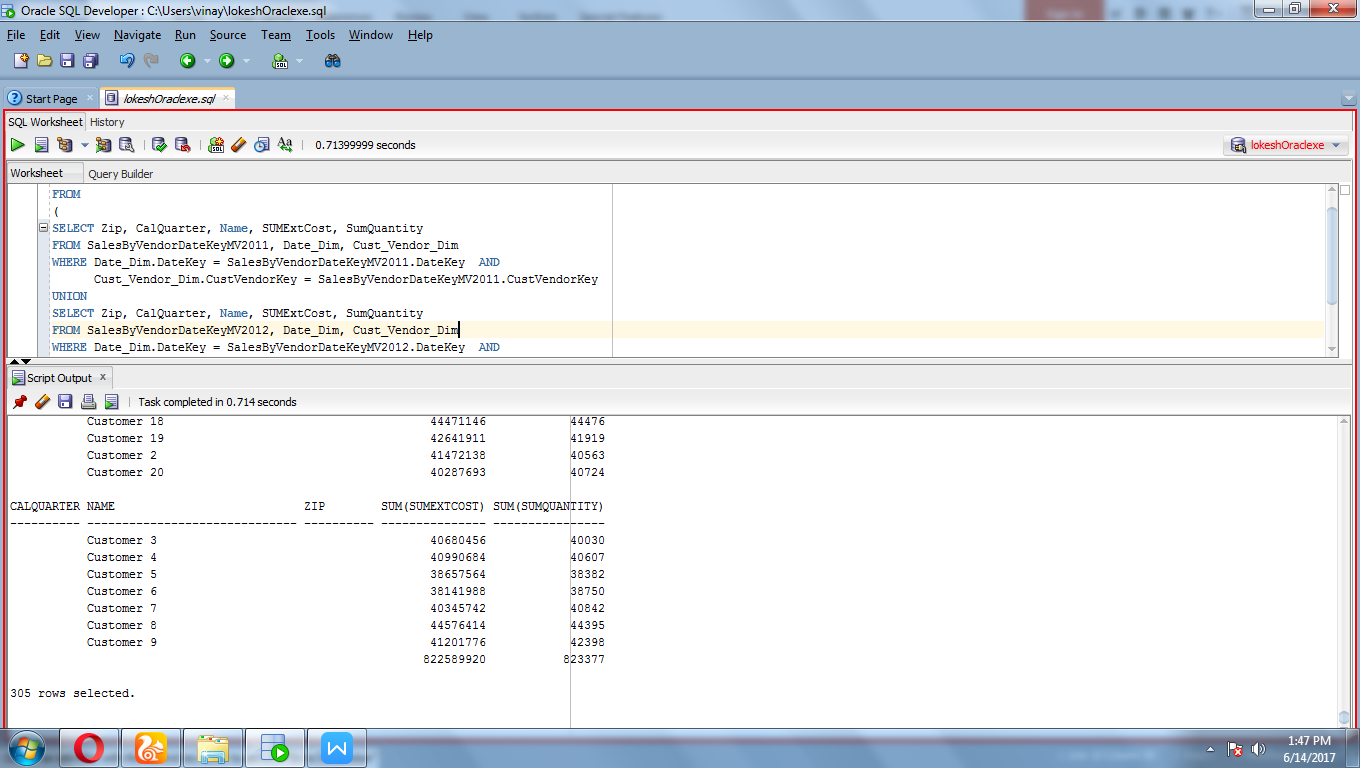 Oracle SQL Developer : C:\Users\vinay\lokeshOraclexe.sql
File Edit View Navigate Run Source Team Tools Window Help
Start Page lokeshOraclexe.sql
SQL Worksheet History
0.71399999 seconds
lokeshOraclexe
Worksheet Query Builder
FROM
(
SELECT Zip, CalQuarter, Name, SUMExtCost, SumQuantity
FROM SalesByVendorDateKeyMV2011, Date_Dim, Cust_Vendor_Dim
WHERE Date_Dim.DateKey = SalesByVendorDateKeyMV2011.DateKey AND
Cust_Vendor_Dim.CustVendorKey = SalesByVendorDateKeyMV2011.CustVendorKey
UNION
SELECT Zip, CalQuarter, Name, SUMExtCost, SumQuantity
FROM SalesByVendorDateKeyMV2012, Date_Dim, Cust_Vendor_Dim
WHERE Date_Dim.DateKey = SalesByVendorDateKeyMV2012.DateKey AND
Script Output x
Task completed in 0.714 seconds
Customer 18 44471146 44476
Customer 19 42641911 41919
Customer 2 41472138 40563
Customer 20 40287693 40724
CALQUARTER NAME ZIP SUM(SUMEXTCOST) SUM(SUMQUANTITY)
---------- ------------------------------ ---------- --------------- ----------------
Customer 3 40680456 40030
Customer 4 40990684 40607
Customer 5 38657564 38382
Customer 6 38141988 38750
Customer 7 40345742 40842
Customer 8 44576414 44395
Customer 9 41201776 42398
822589920 823377
305 rows selected.
1:47 PM
6/14/2017